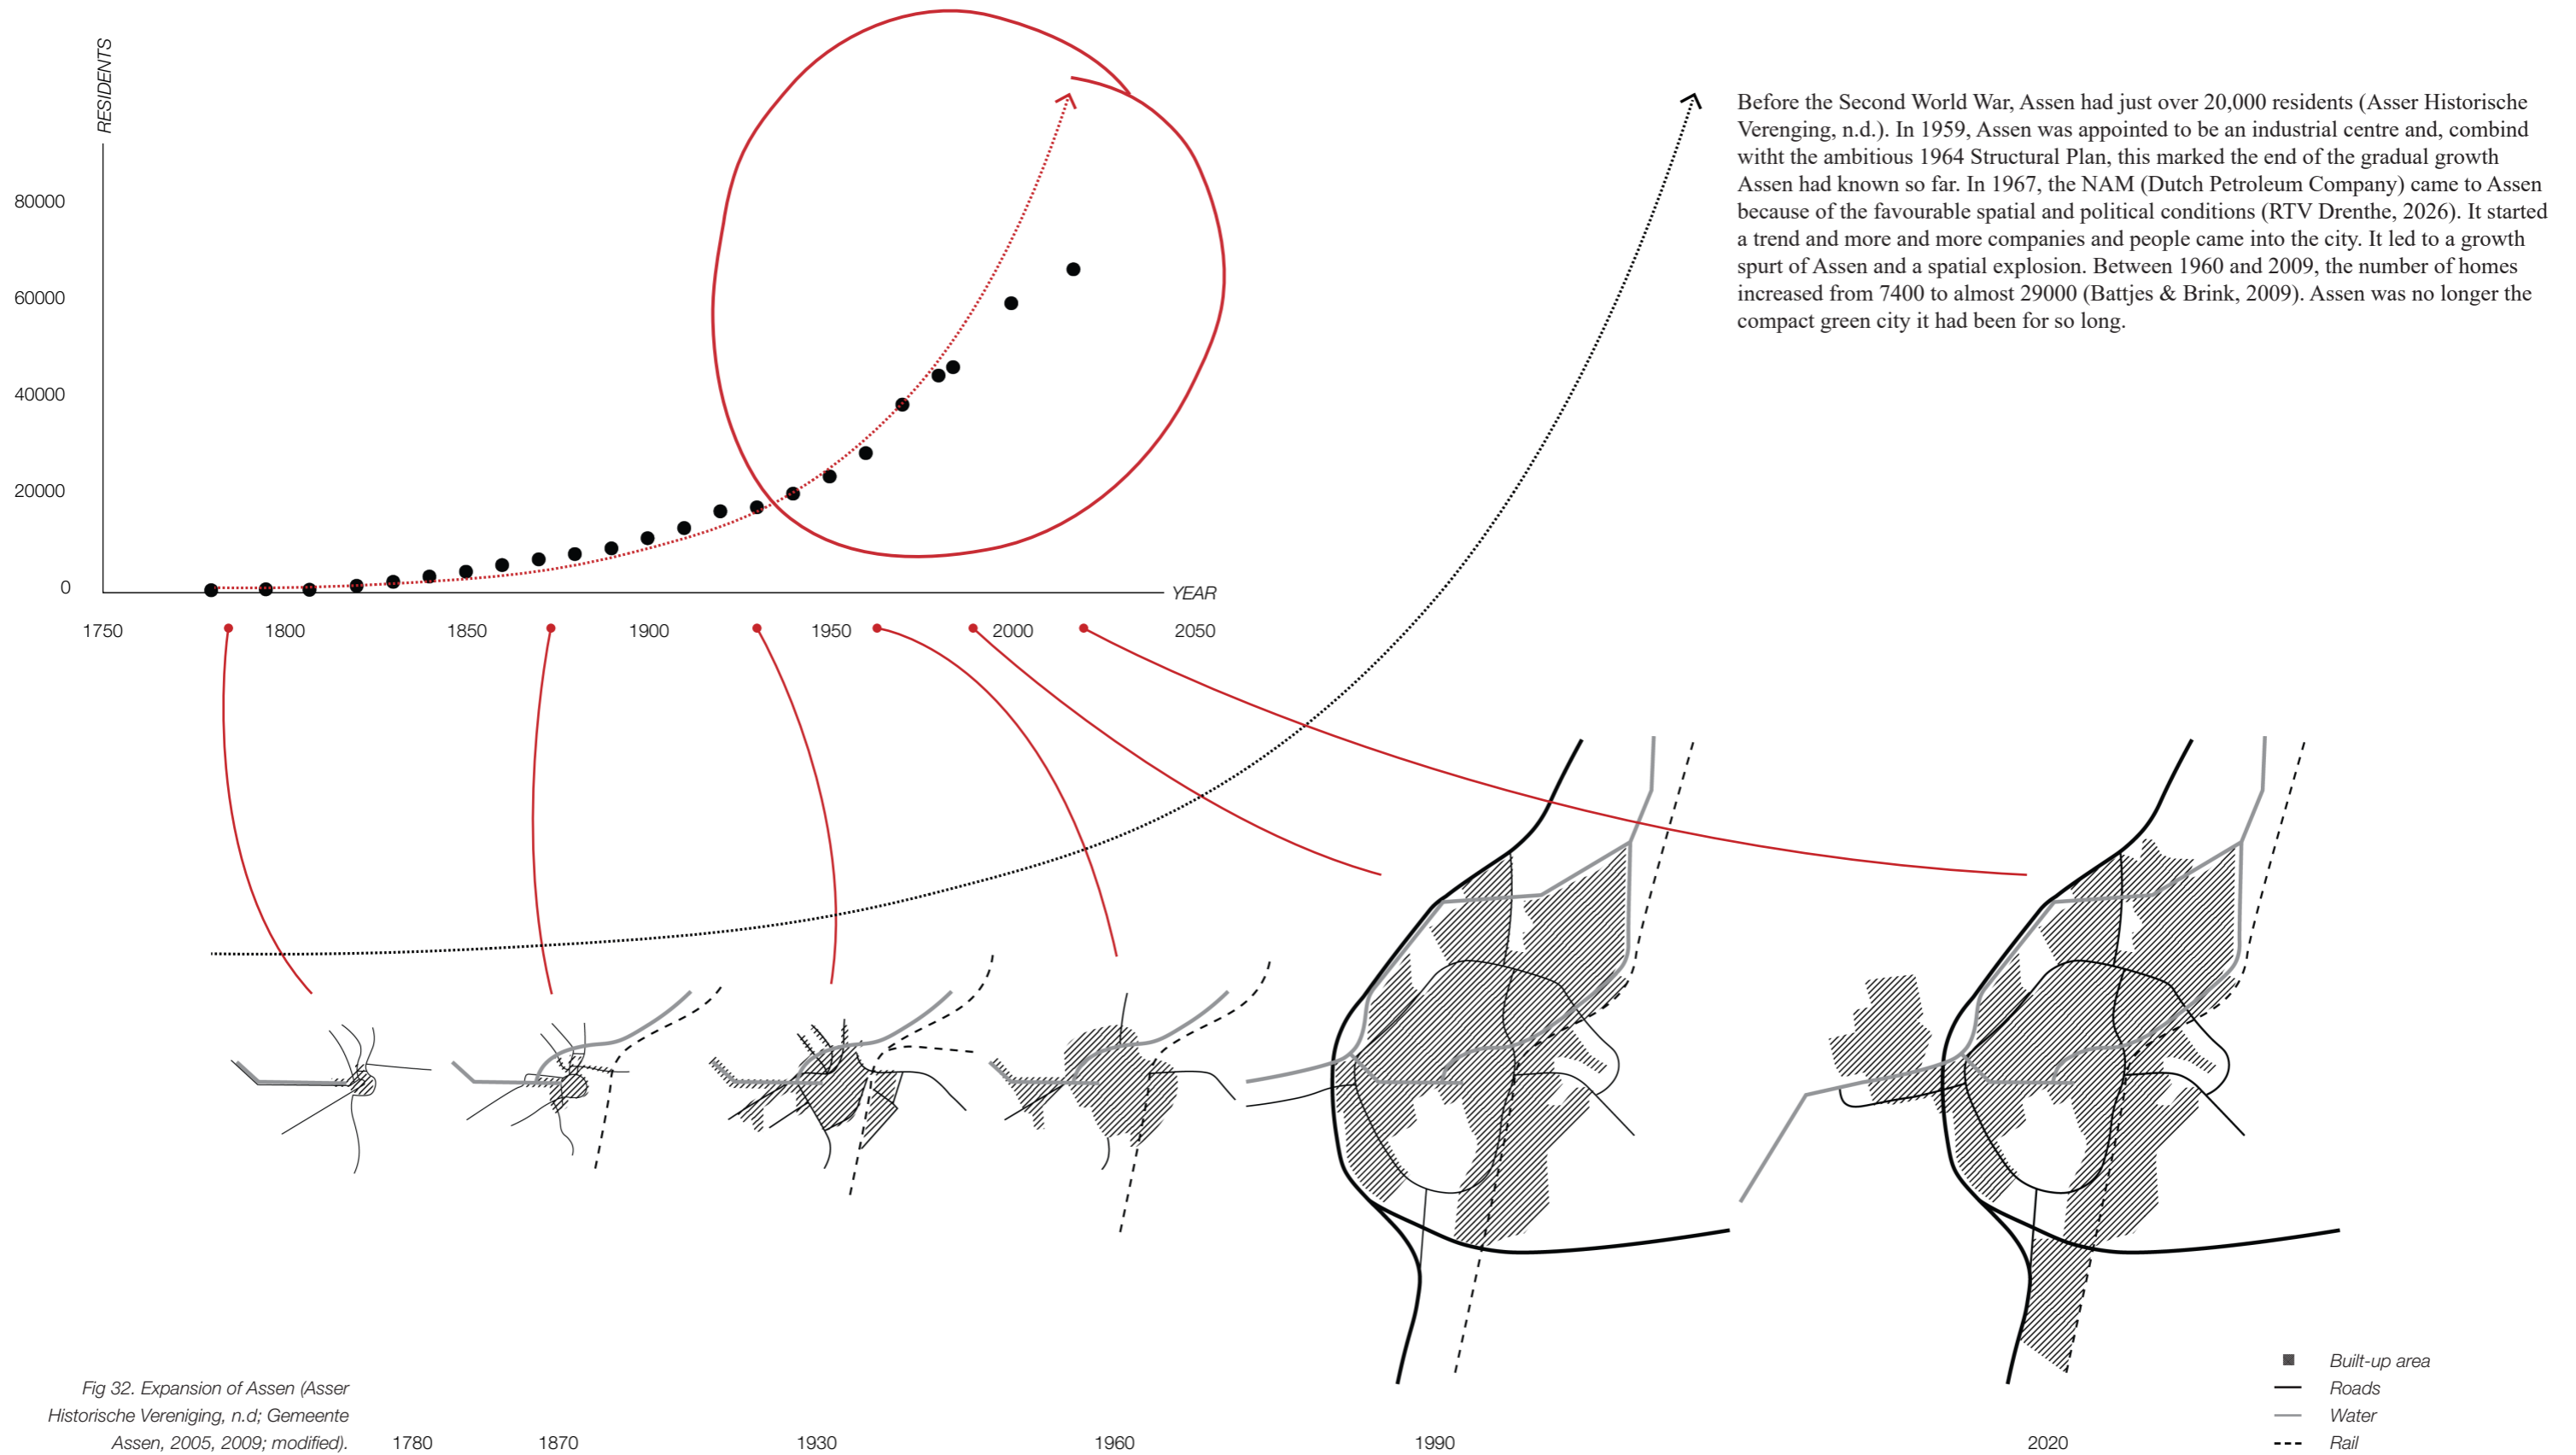 RESIDENTS
80000
60000
40000
20000
0
YEAR
1750 1800 1850 1900 1950 2000 2050
Before the Second World War, Assen had just over 20,000 residents (Asser Historische
Verenging, n.d.). In 1959, Assen was appointed to be an industrial centre and, combind
witht the ambitious 1964 Structural Plan, this marked the end of the gradual growth
Assen had known so far. In 1967, the NAM (Dutch Petroleum Company) came to Assen
because of the favourable spatial and political conditions (RTV Drenthe, 2026). It started
a trend and more and more companies and people came into the city. It led to a growth
spurt of Assen and a spatial explosion. Between 1960 and 2009, the number of homes
increased from 7400 to almost 29000 (Battjes & Brink, 2009). Assen was no longer the
compact green city it had been for so long.
Fig 32. Expansion of Assen (Asser
Historische Vereniging, n.d; Gemeente
Assen, 2005, 2009; modified).
1780 1870 1930 1960 1990 2020
Built-up area
Roads
Water
Rail